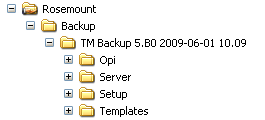 Rosemount
Backup
TM Backup 5.B0 2009-06-01 10.09
Opi
Server
Setup
Templates